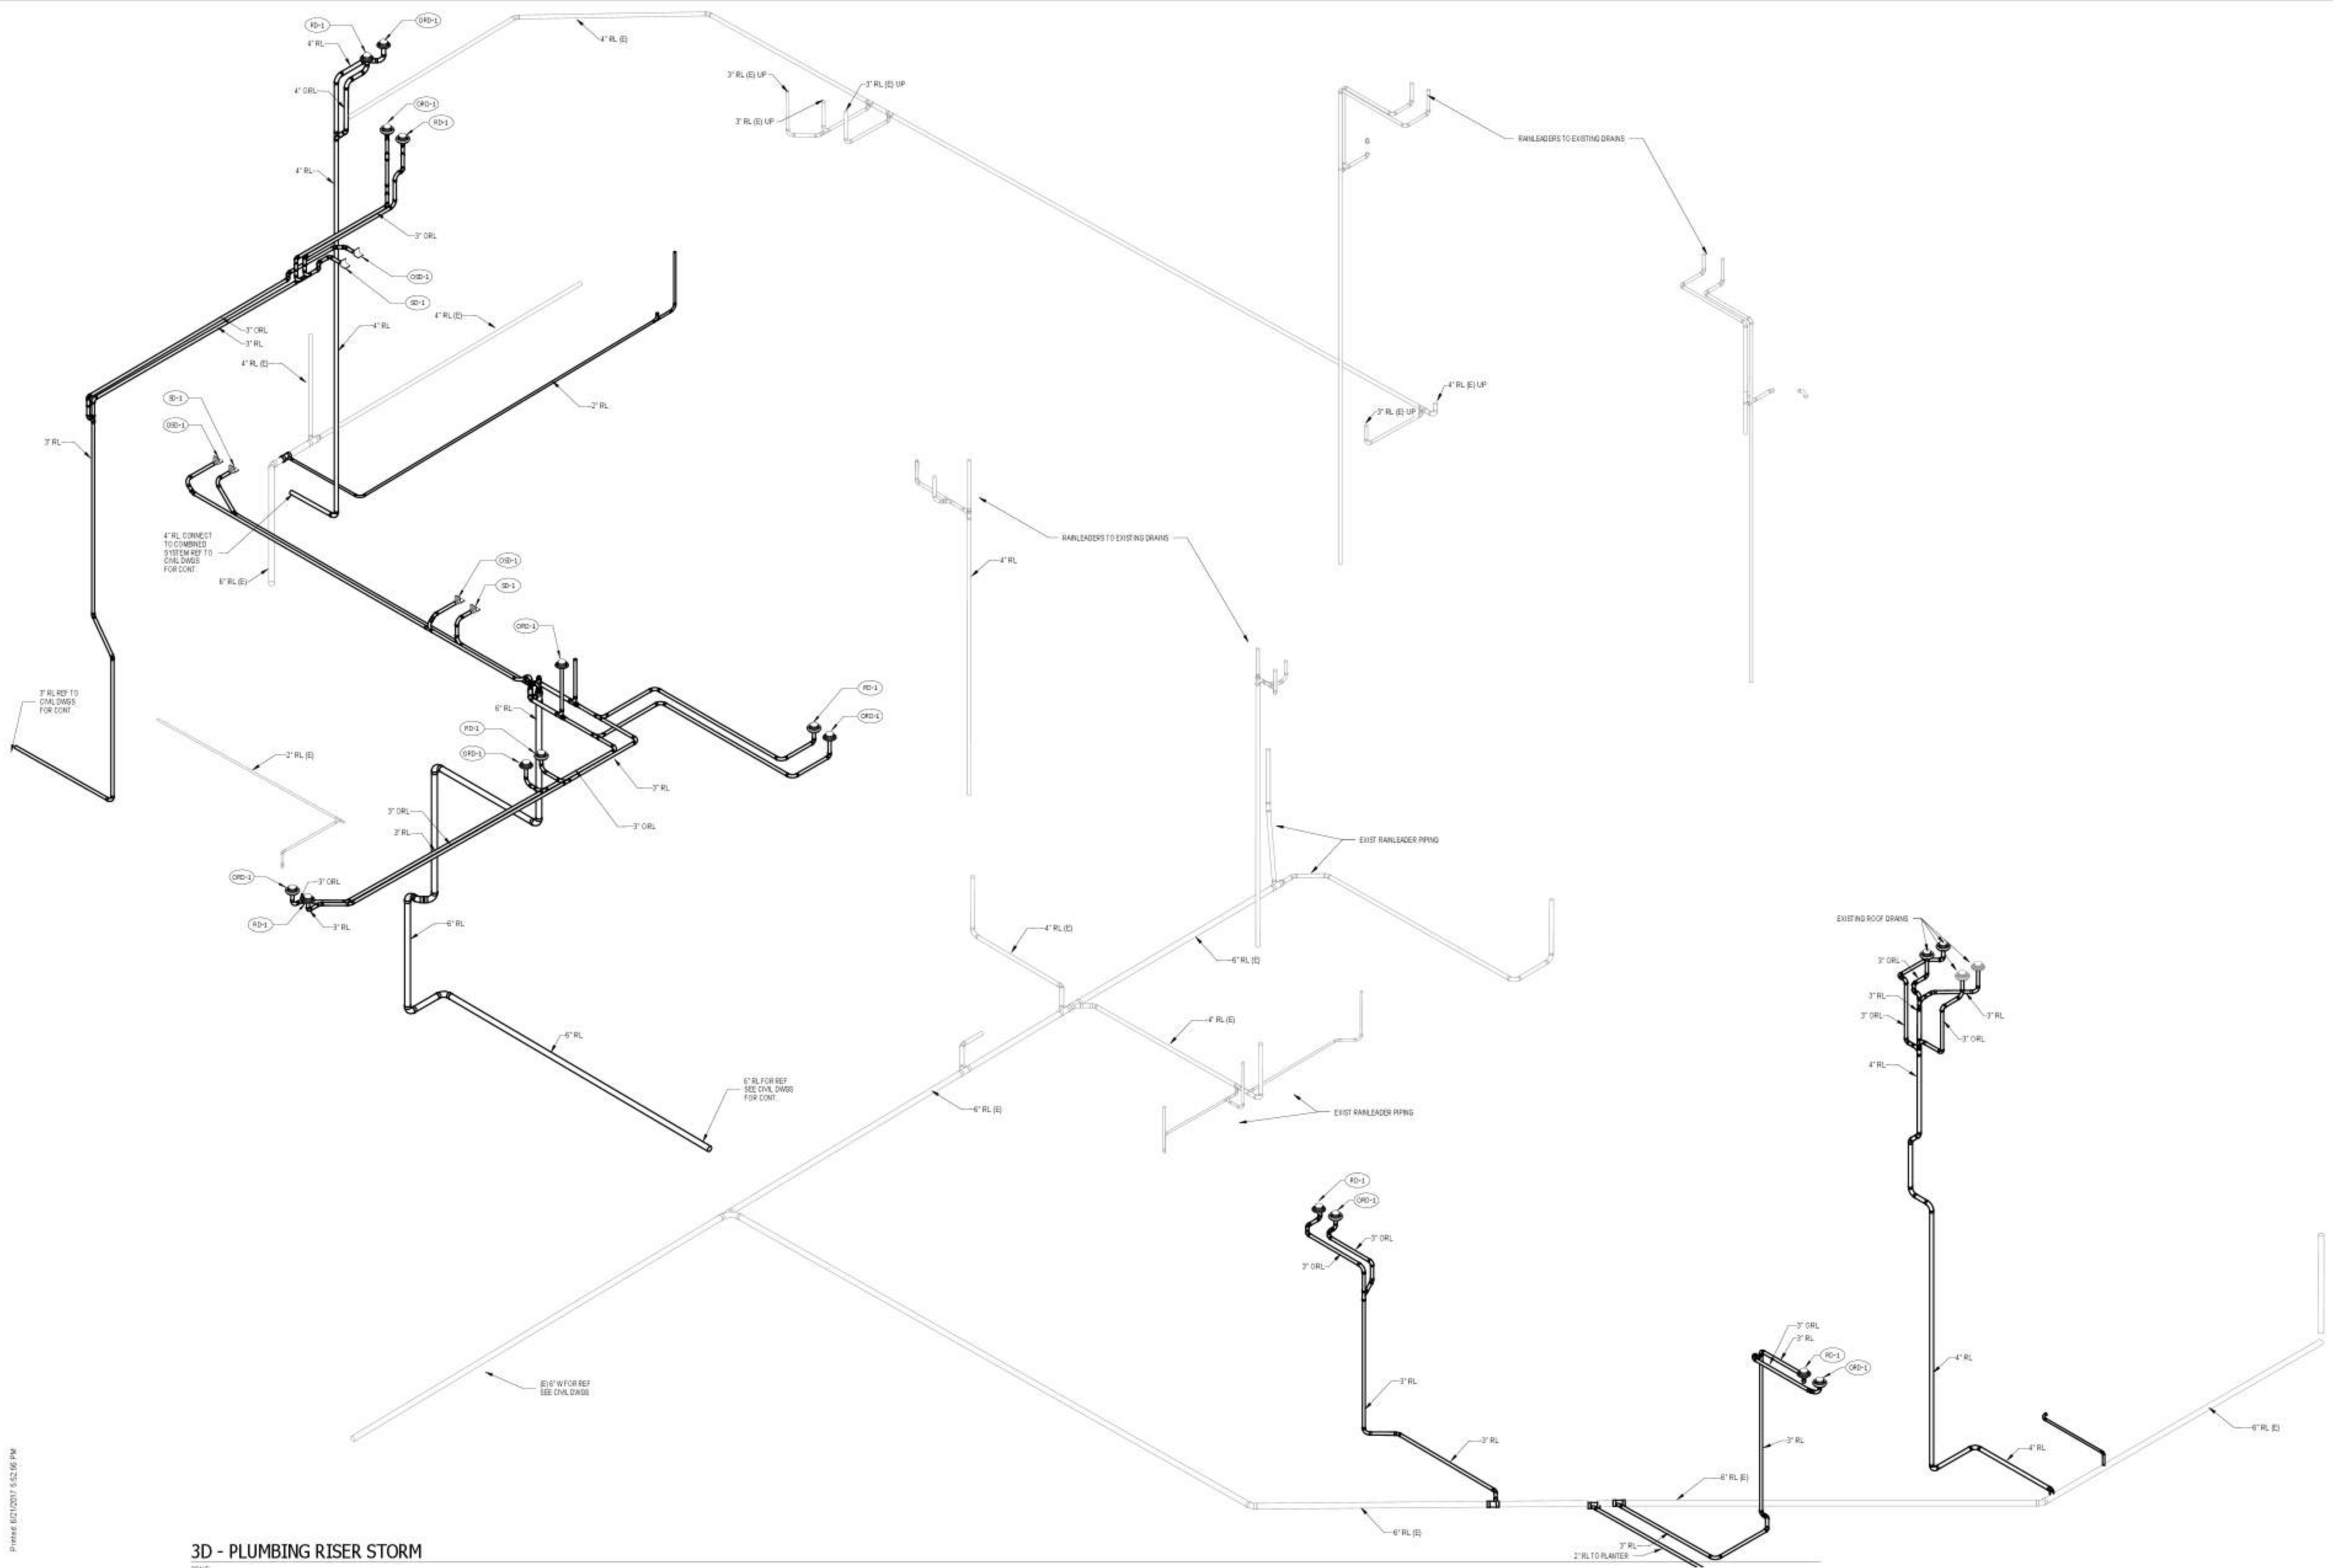 RD-1
ORD-1
4" RL
4" RL (E)
4" ORL
3" RL (E) UP
3" RL (E) UP
3" RL (E) UP
ORD-1
RD-1
RAINLEADERS TO EXISTING DRAINS
4" RL
3" ORL
OSD-1
SD-1
4" RL (E)
3" ORL
4" RL
3" RL
4" RL (E)
4" RL (E) UP
SD-1
2" RL
3" RL (E) UP
OSD-1
3" RL
4" RL CONNECT
TO COMBINED
SYSTEM REF TO
CIVIL DWGS
FOR CONT.
RAINLEADERS TO EXISTING DRAINS
OSD-1
4" RL
6" RL (E)
SD-1
ORD-1
3" RL REF TO
CIVIL DWGS
FOR CONT.
RD-1
6" RL
ORD-1
RD-1
ORD-1
2" RL (E)
3" RL
3" ORL
3" ORL
3" RL
EXIST RAINLEADER PIPING
ORD-1
3" ORL
RD-1
3" RL
6" RL
4" RL (E)
EXISTING ROOF DRAINS
6" RL (E)
3" ORL
3" RL
3" ORL
3" RL
4" RL (E)
6" RL
3" ORL
4" RL
6" RL FOR REF
SEE CIVIL DWGS
FOR CONT.
6" RL (E)
EXIST RAINLEADER PIPING
RD-1
ORD-1
3" ORL
3" ORL
3" ORL
3" RL
RD-1
4" RL
ORD-1
(E) 6" W FOR REF
SEE CIVIL DWGS
3" RL
6" RL (E)
3" RL
3" RL
4" RL
6" RL (E)
6" RL (E)
3" RL
2" RL TO PLANTER
3D - PLUMBING RISER STORM
Printed: 6/21/2017 5:52:56 PM